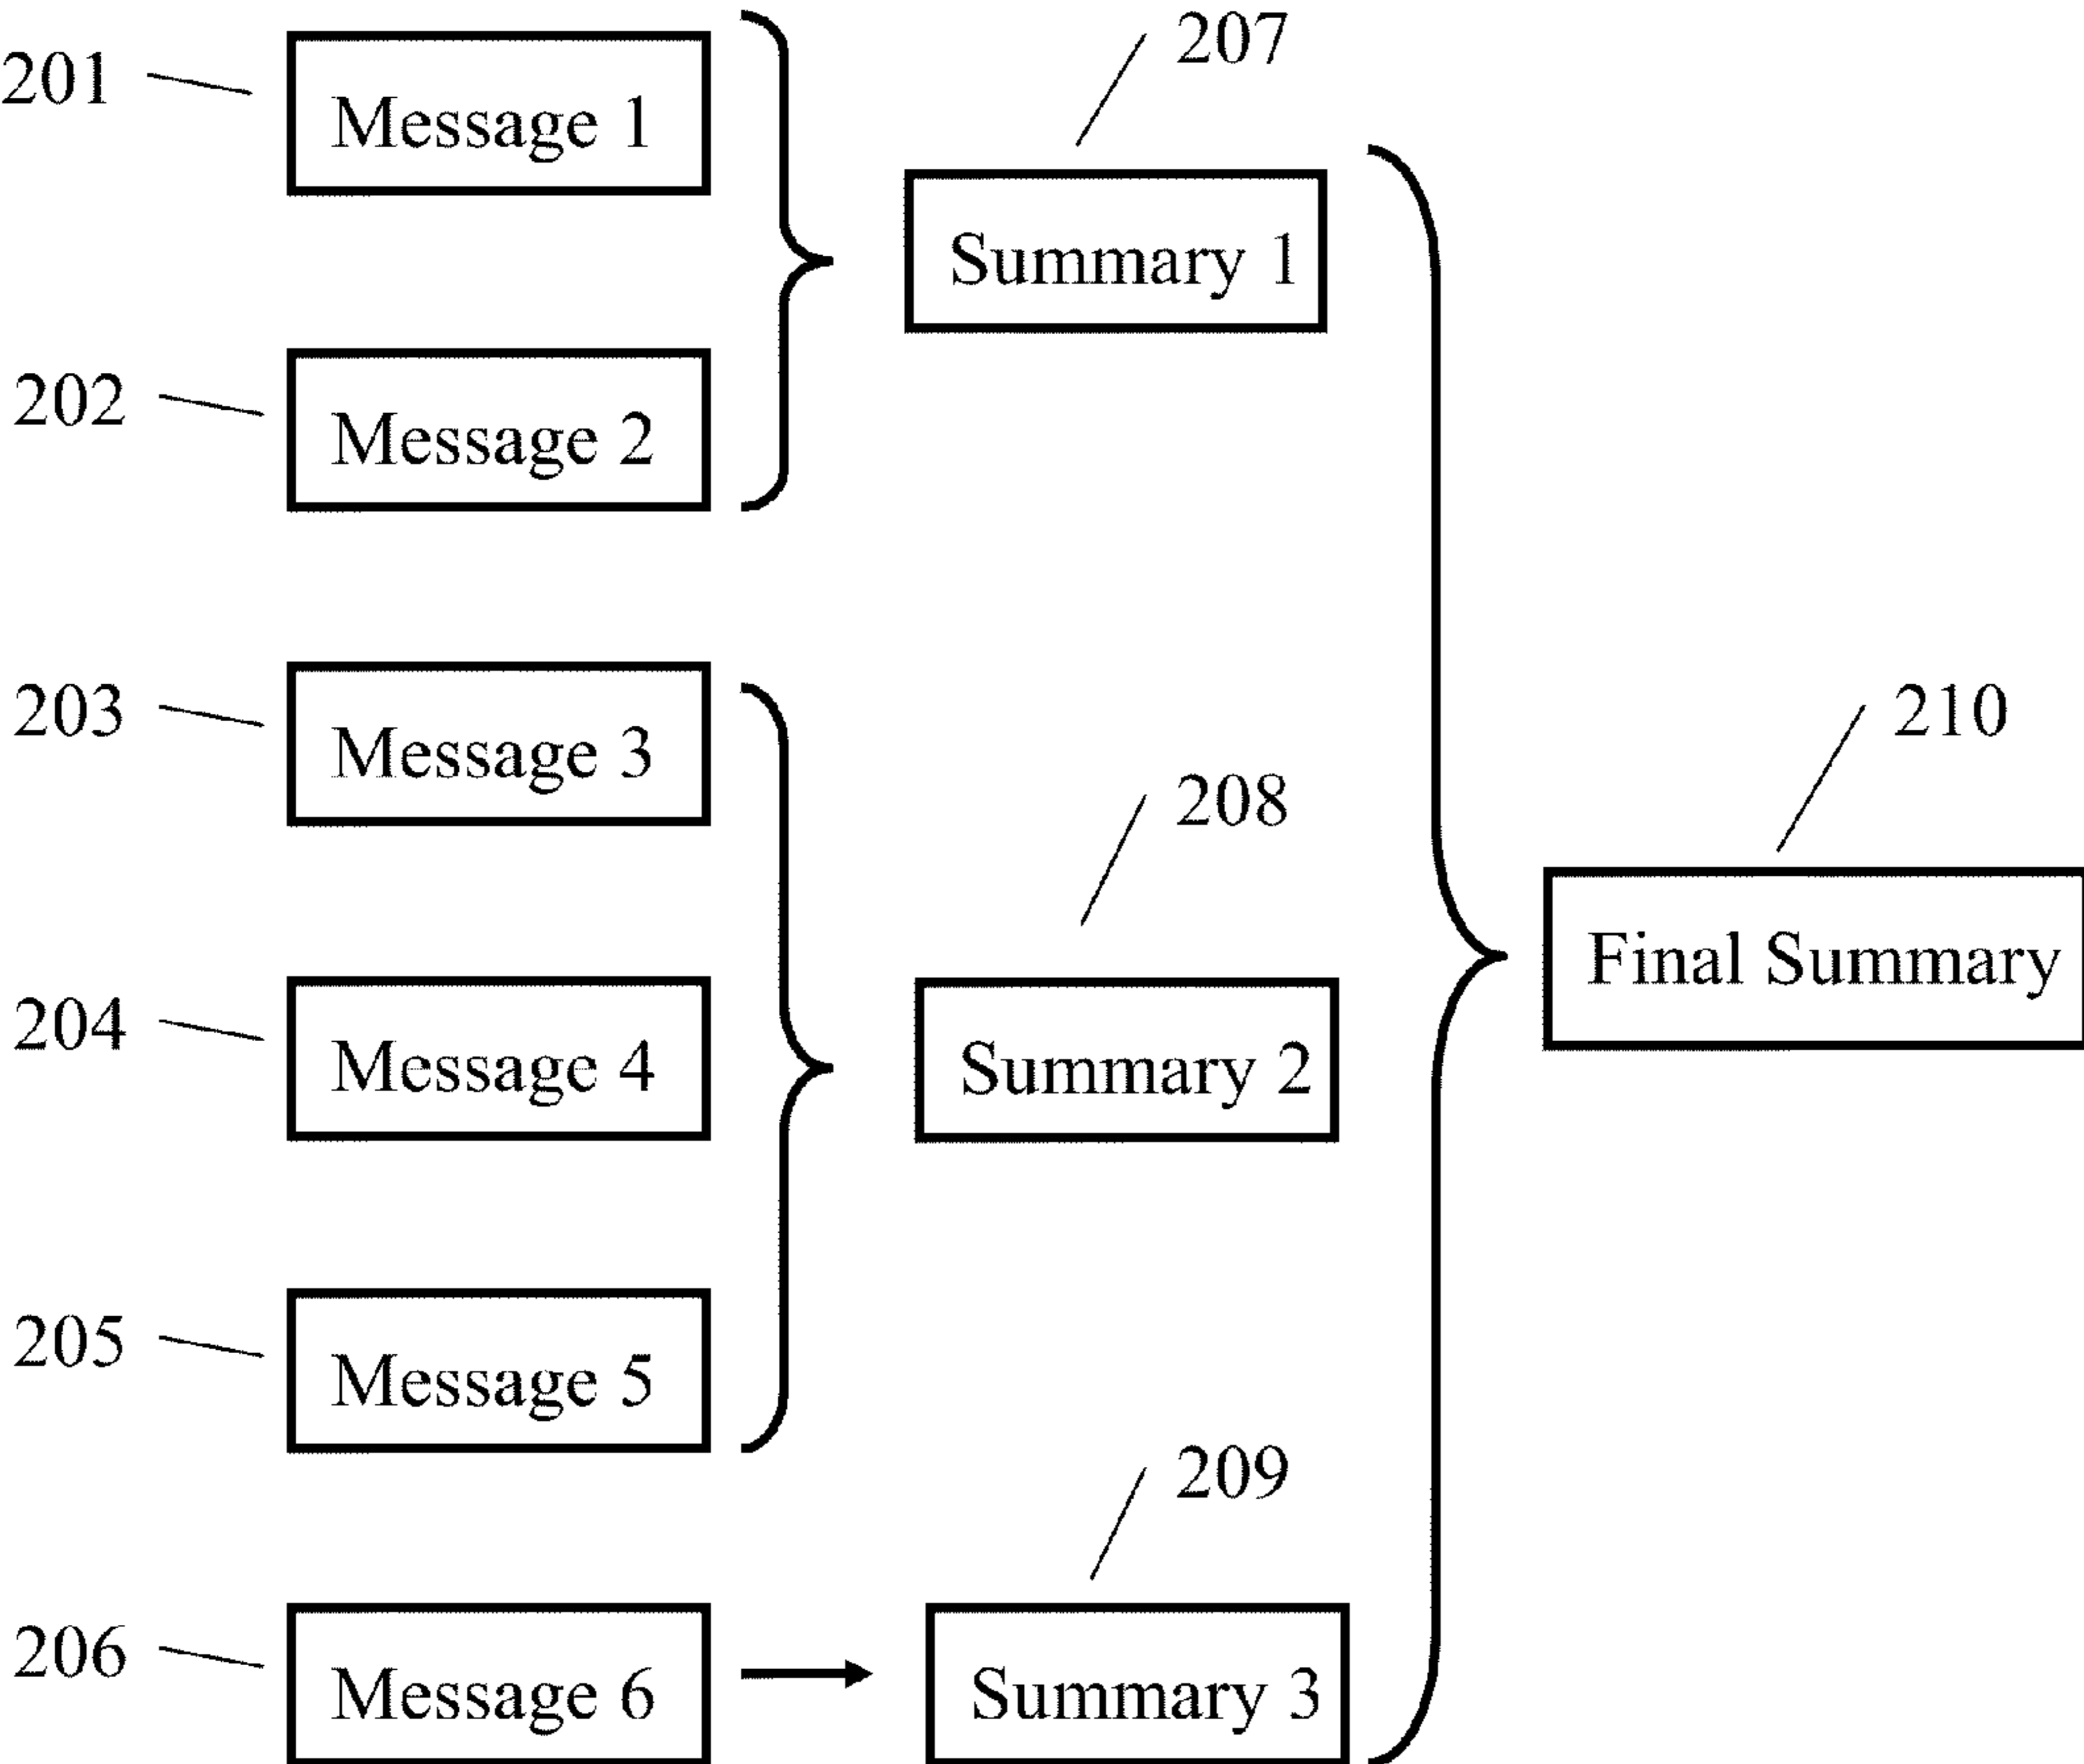 201
Message 1
207
Summary 1
202
Message 2
203
Message 3
208
210
Final Summary
204
Message 4
Summary 2
205
Message 5
209
206
Message 6
Summary 3